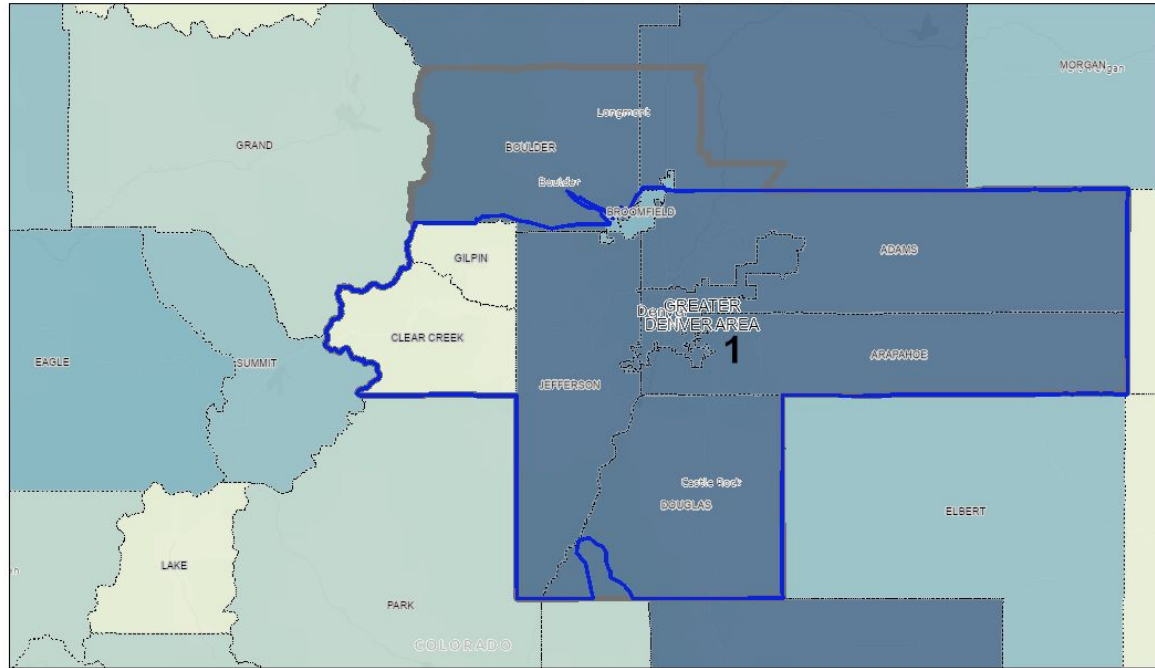 MORGAN
Longmont
GRAND
BOULDER
Boulder
BROOMFIELD
ADAMS
GILPIN
GREATER
DENVER AREA
1
CLEAR CREEK
ARAPAHOE
EAGLE
SUMMIT
JEFFERSON
Castle Rock
DOUGLAS
ELBERT
LAKE
PARK
COLORADO